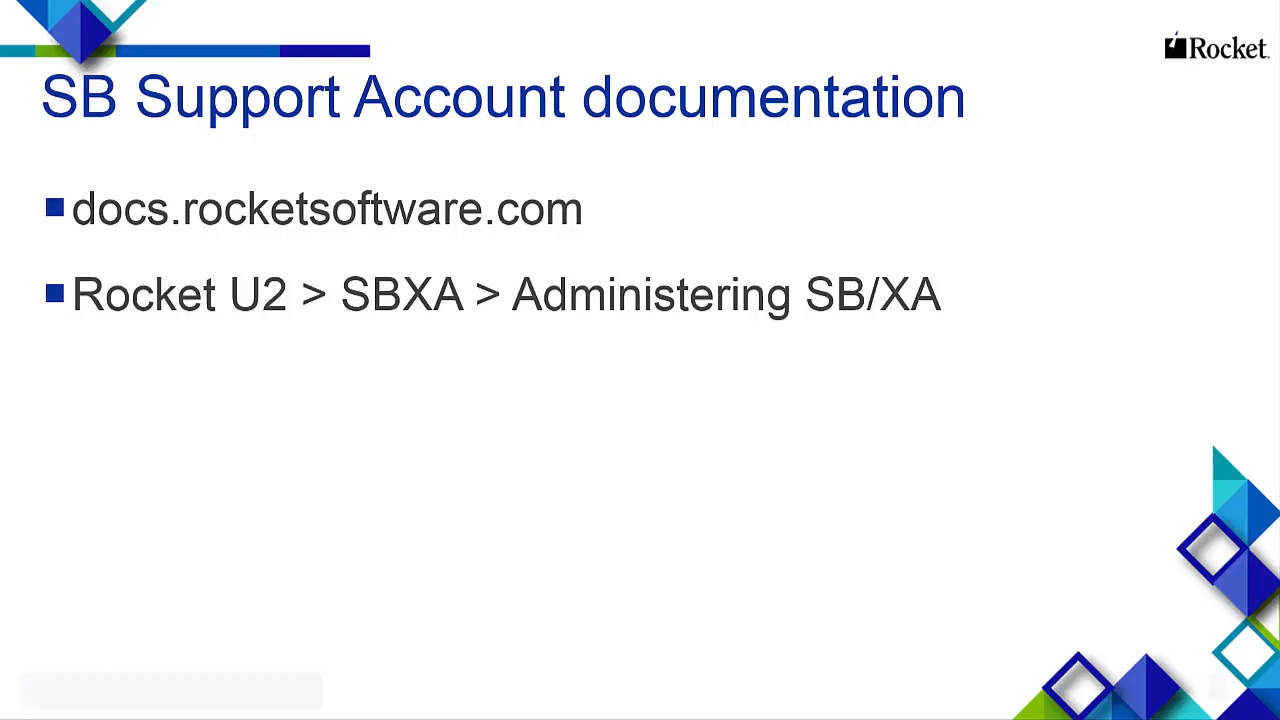 Rocket
SB Support Account documentation
docs.rocketsoftware.com
Rocket U2 > SBXA > Administering SB/XA